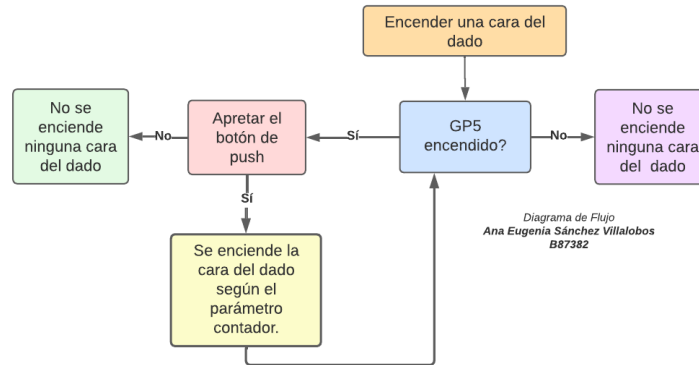 Encender una cara del
dado
No se
enciende
ninguna cara
del dado
No
Apretar el
botón de
push
Sí
GP5
encendido?
No
No se
enciende
ninguna cara
del dado
Sí
Se enciende la
cara del dado
según el
parámetro
contador.
Diagrama de Flujo
Ana Eugenia Sánchez Villalobos
B87382